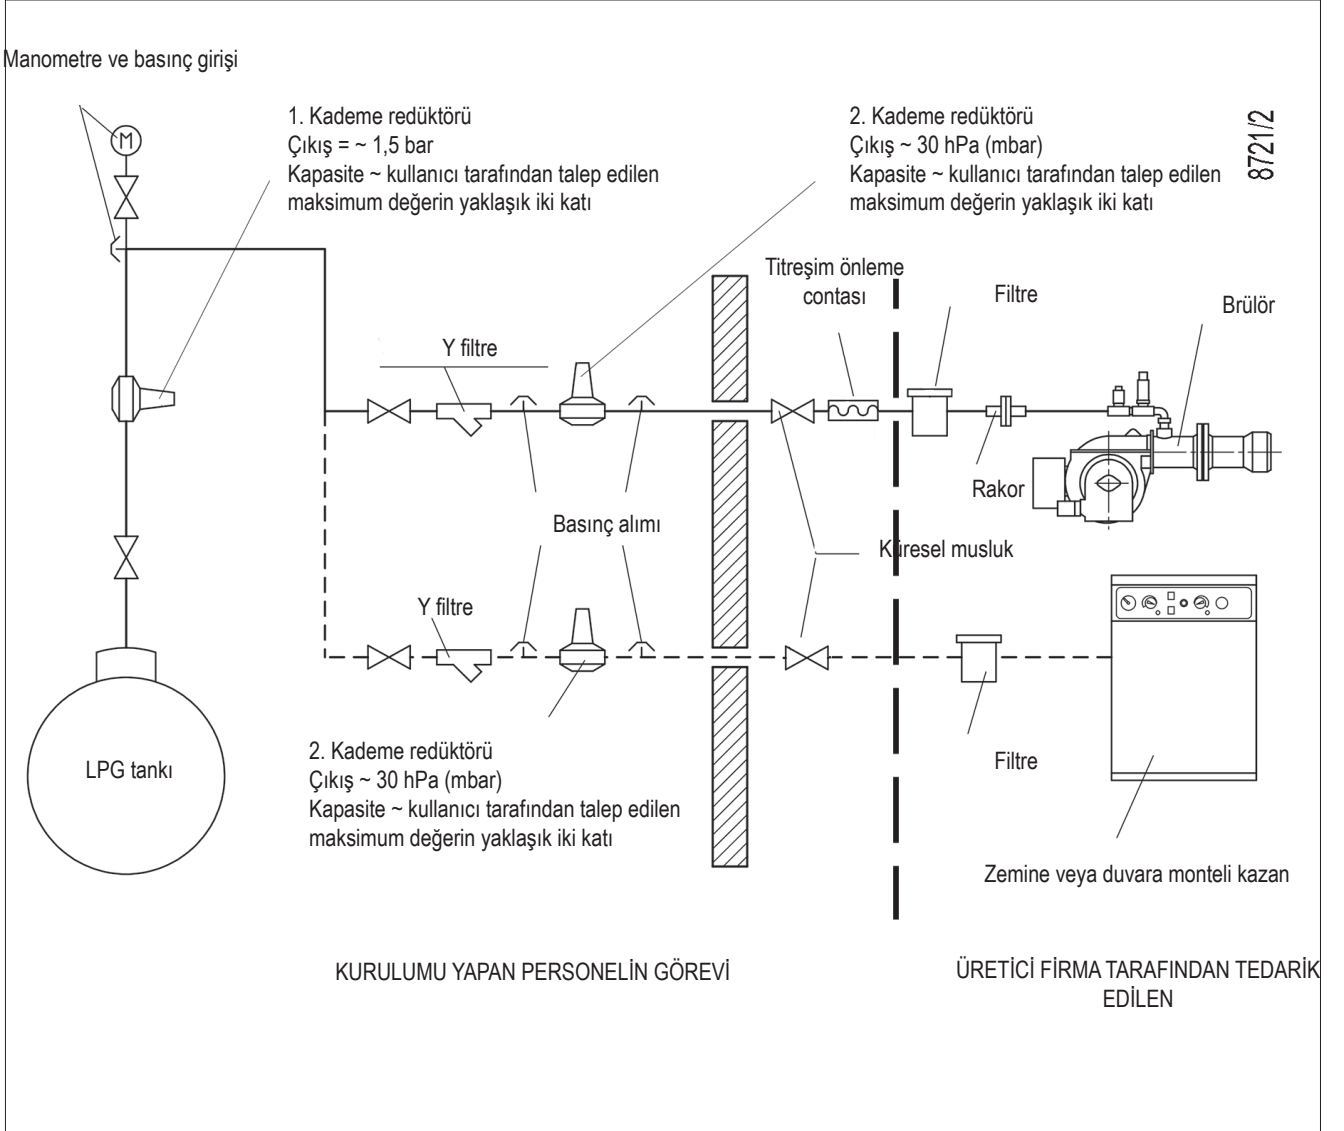 Manometre ve basınç girişi
M
1. Kademe redüktörü
Çıkış = ~ 1,5 bar
Kapasite ~ kullanıcı tarafından talep edilen
maksimum değerin yaklaşık iki katı
2. Kademe redüktörü
Çıkış ~ 30 hPa (mbar)
Kapasite ~ kullanıcı tarafından talep edilen
maksimum değerin yaklaşık iki katı
8721/2
Titreşim önleme
contası
Filtre
Brülör
Y filtre
Rakor
Basınç alımı
Küresel musluk
Y filtre
LPG tankı
2. Kademe redüktörü
Çıkış ~ 30 hPa (mbar)
Kapasite ~ kullanıcı tarafından talep edilen
maksimum değerin yaklaşık iki katı
Filtre
Zemine veya duvara monteli kazan
KURULUMU YAPAN PERSONELİN GÖREVİ
ÜRETİCİ FİRMA TARAFINDAN TEDARİK
EDİLEN